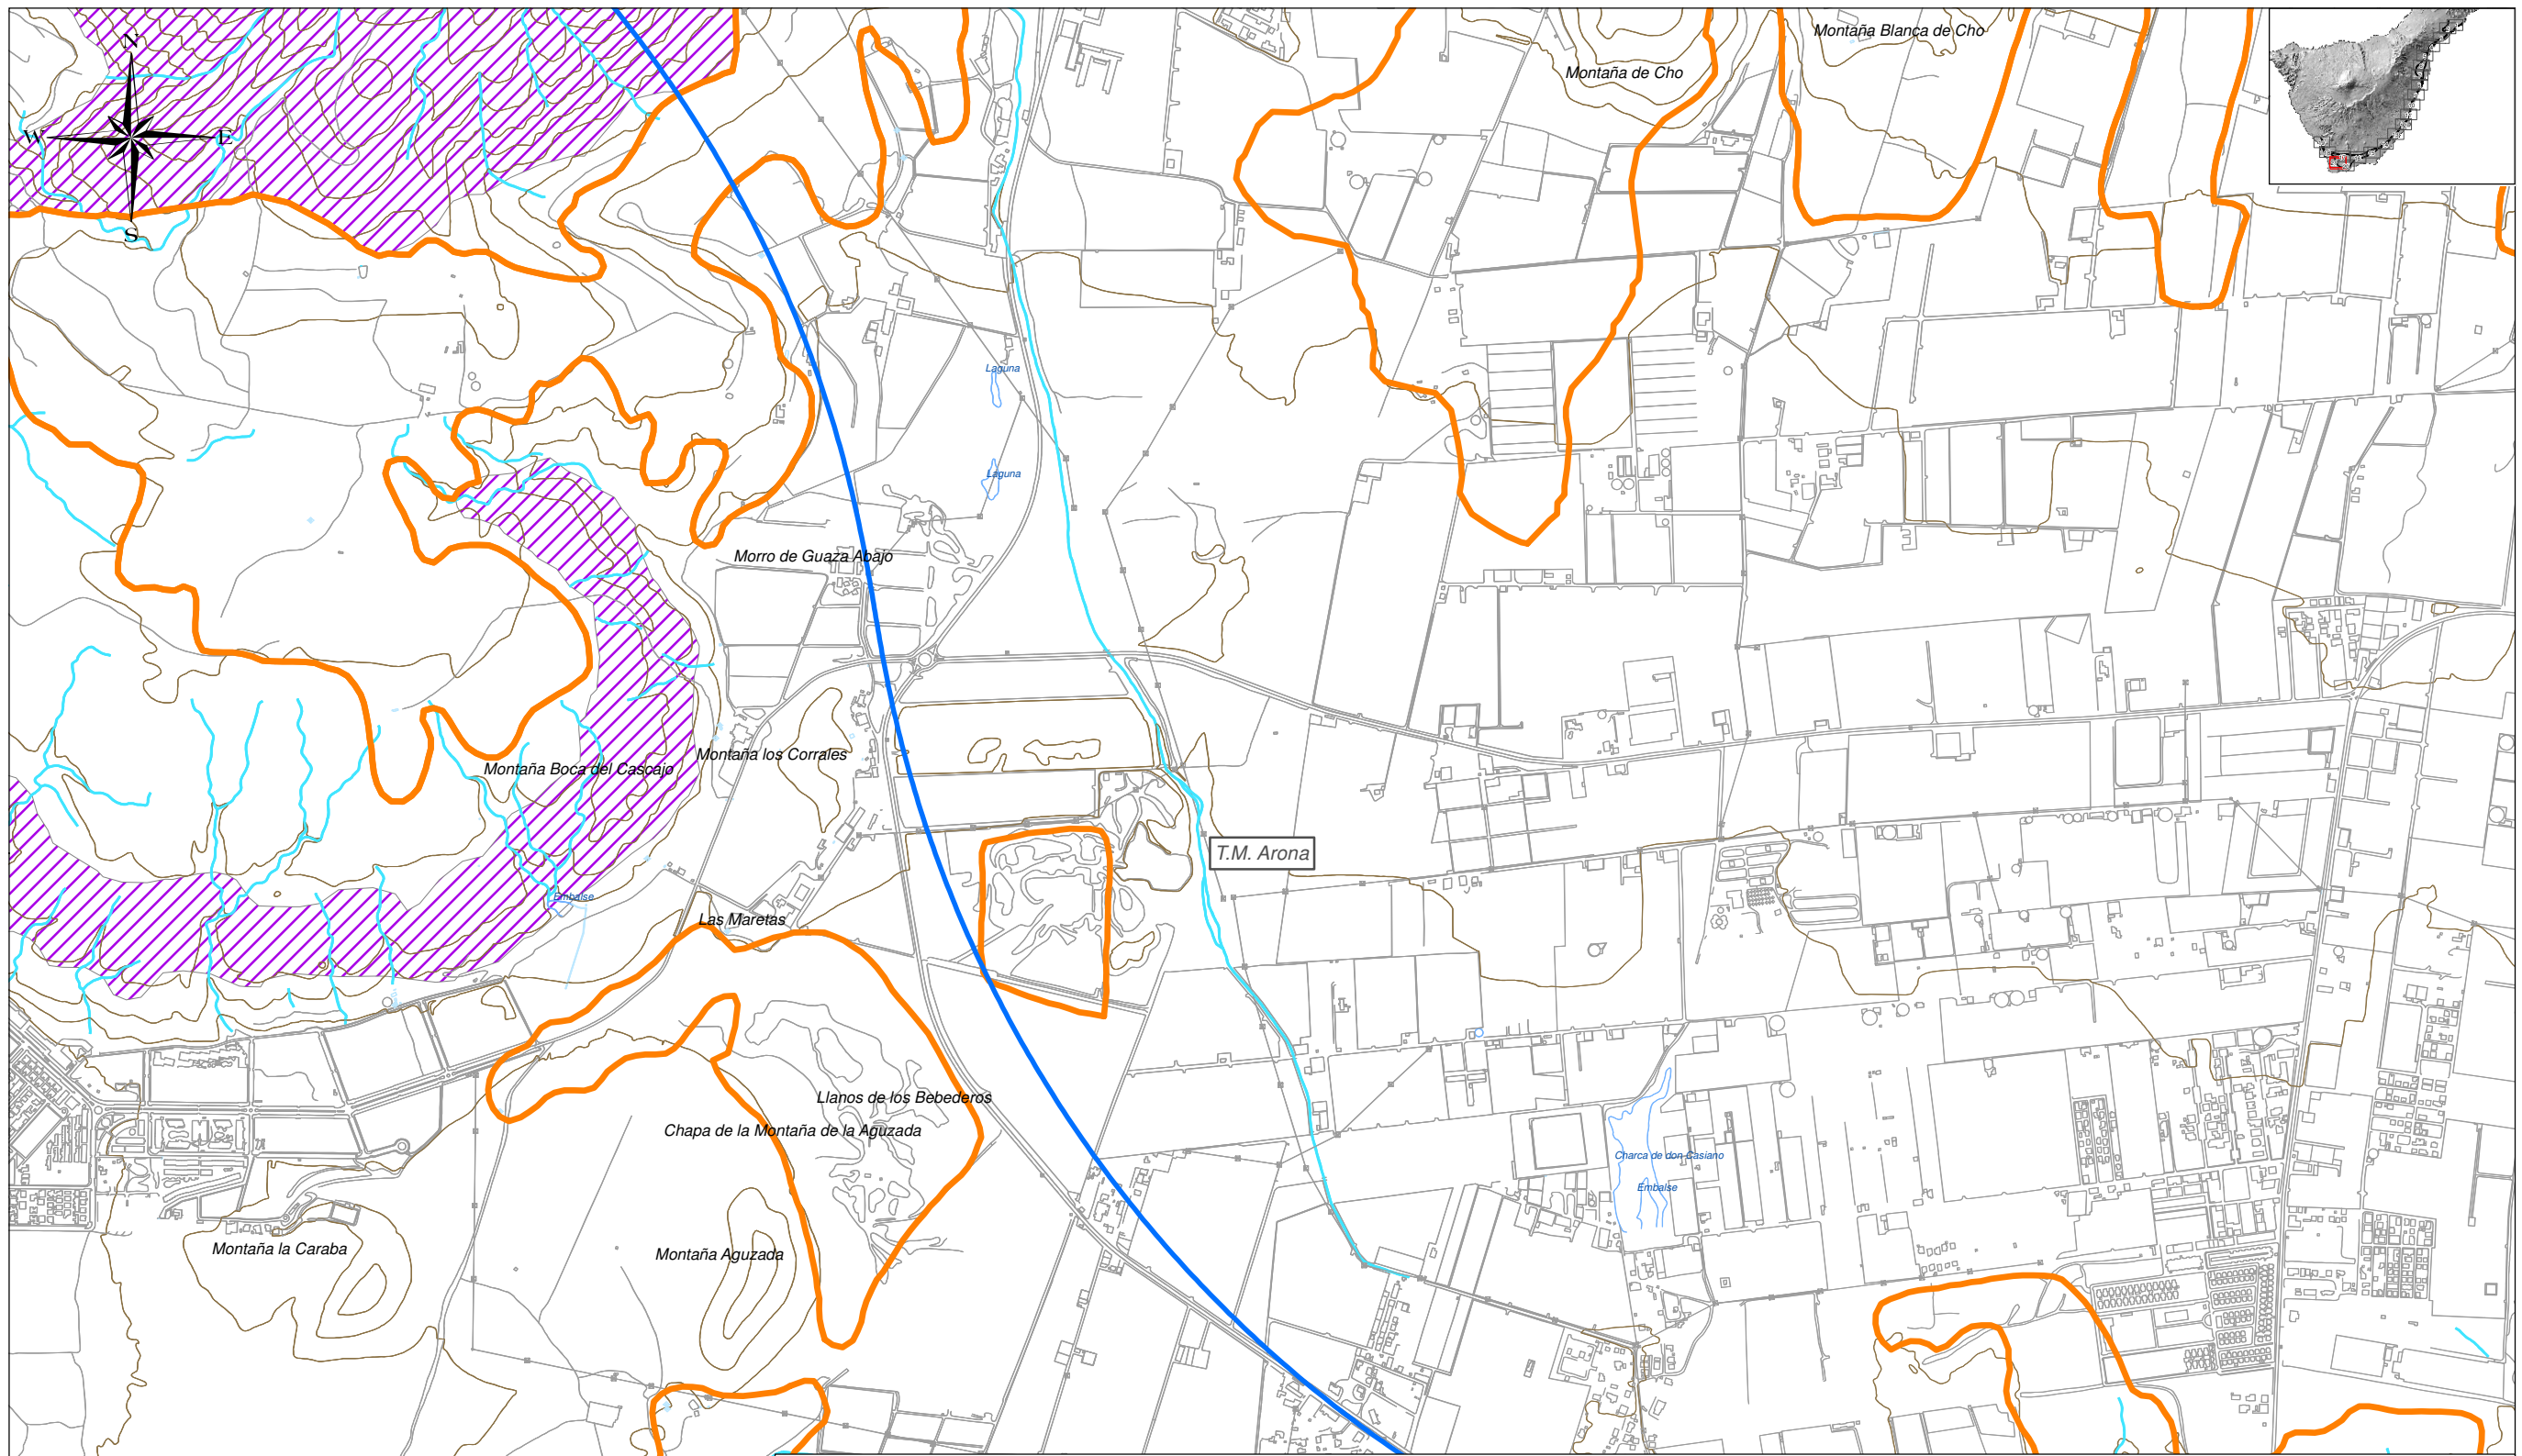 Montaña Blanca de Cho
Montaña de Cho
N
W
E
S
Laguna
Laguna
Morro de Guaza Abajo
Montaña los Corrales
Montaña Boca del Cascajo
T.M. Arona
Embalse
Las Maretas
Llanos de los Bebederos
Chapa de la Montaña de la Aguzada
Charca de don Casiano
Embalse
Montaña la Caraba
Montaña Aguzada